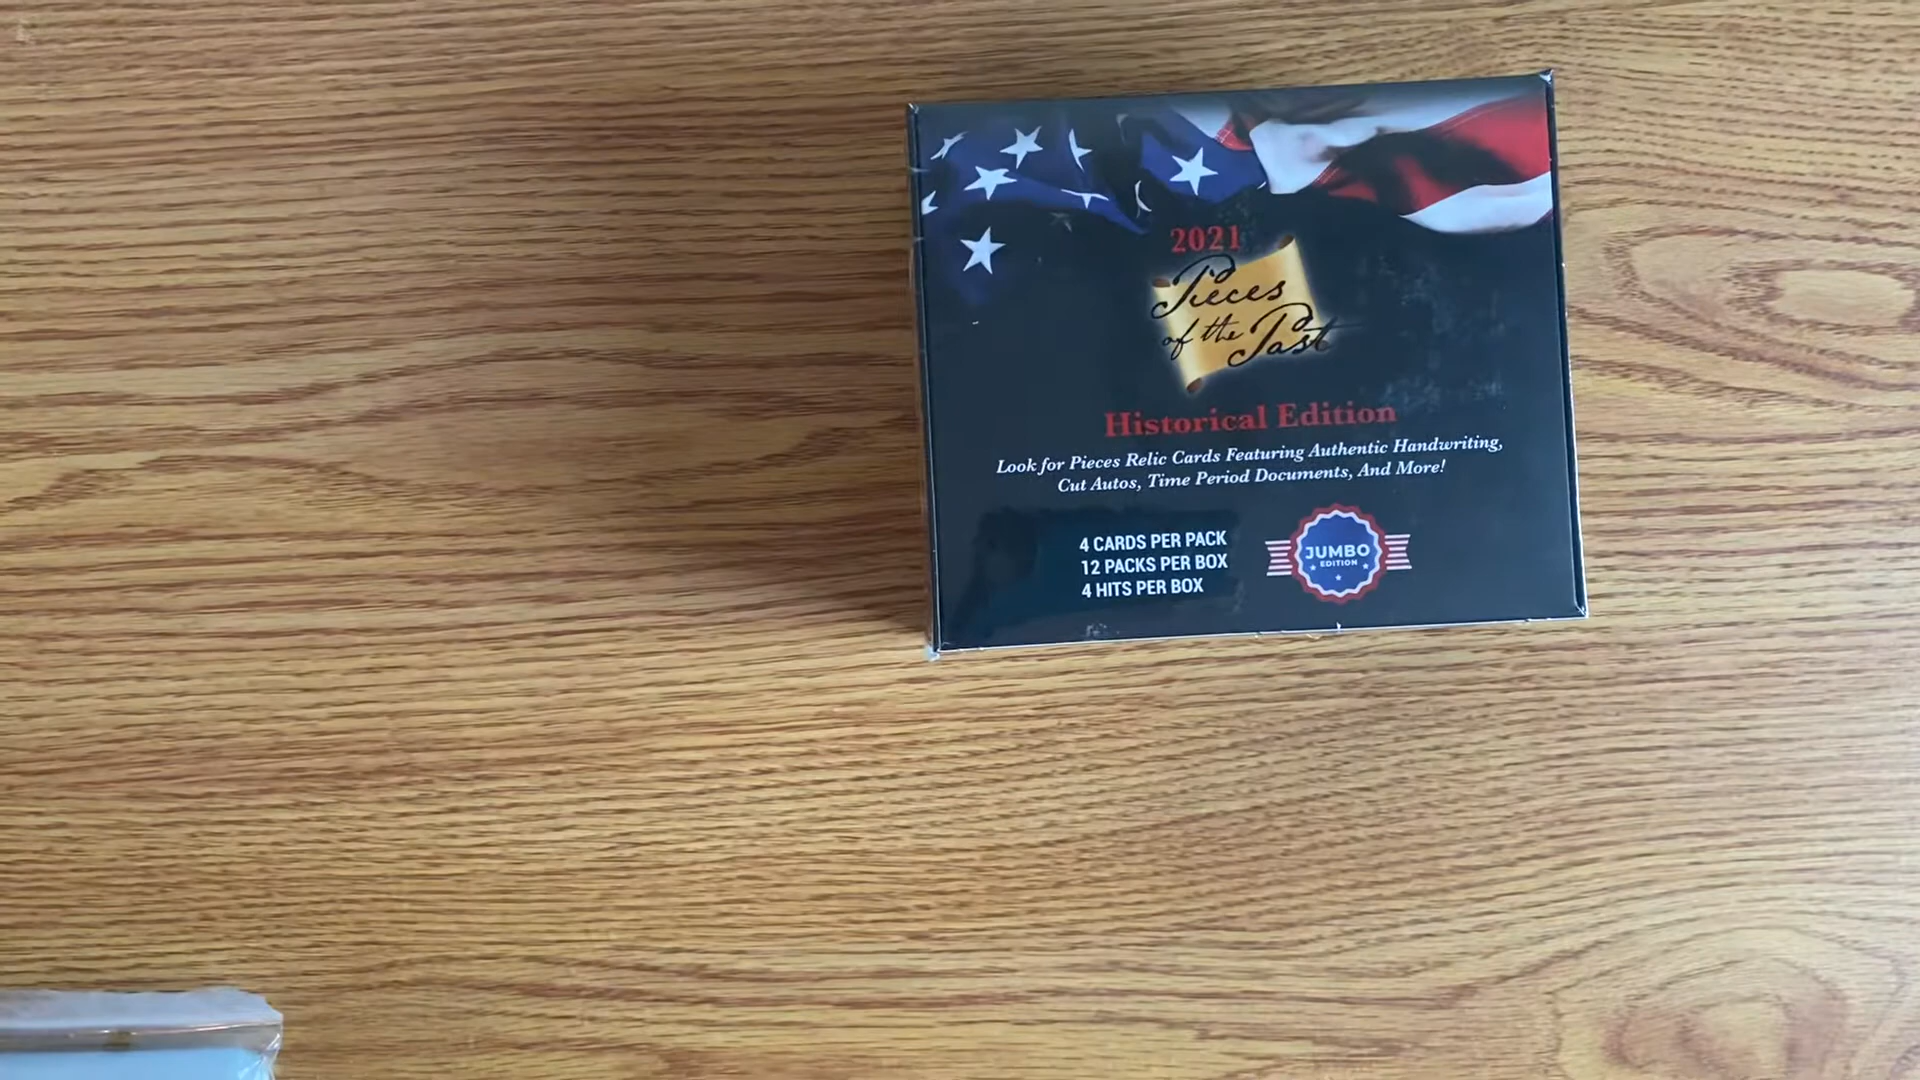 2021
Pieces
of the Past
Historical Edition
Look for Pieces Relic Cards Featuring Authentic Handwriting,
Cut Autos, Time Period Documents, And More!
4 CARDS PER PACK
12 PACKS PER BOX
4 HITS PER BOX
JUMBO
EDITION